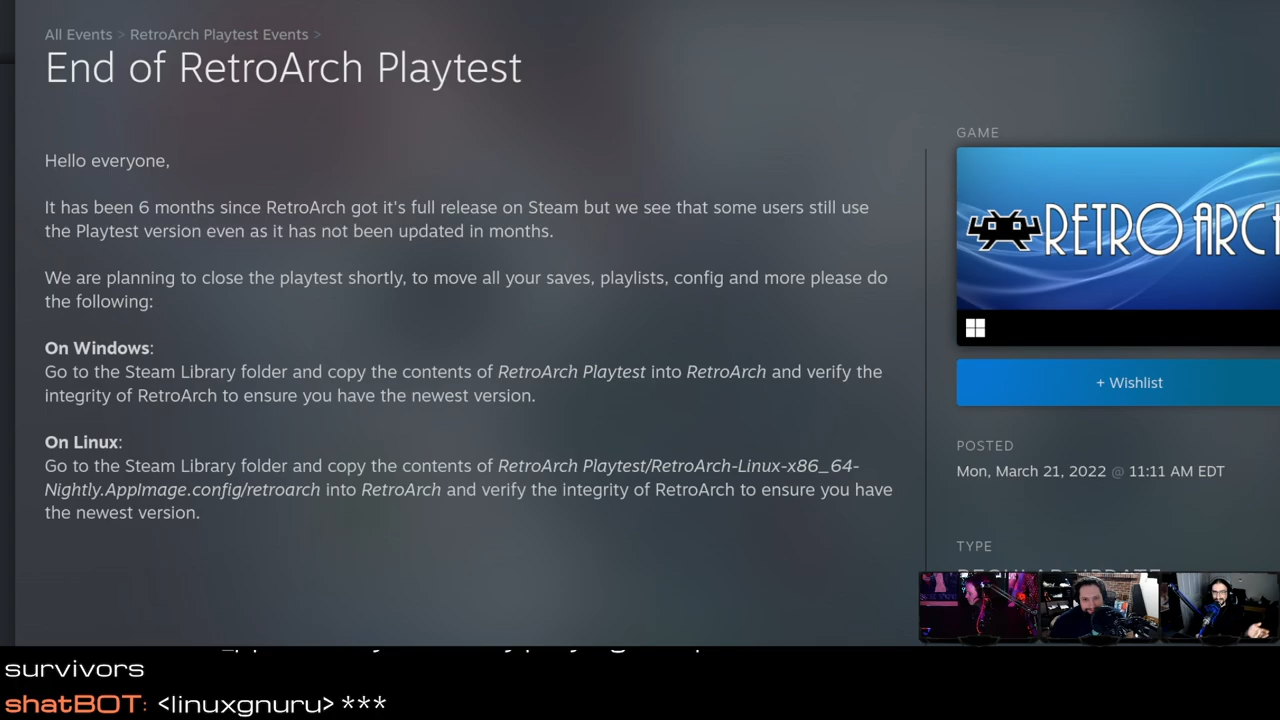 All Events > RetroArch Playtest Events >
End of RetroArch Playtest
Hello everyone,
It has been 6 months since RetroArch got it's full release on Steam but we see that some users still use
the Playtest version even as it has not been updated in months.
We are planning to close the playtest shortly, to move all your saves, playlists, config and more please do
the following:
On Windows:
Go to the Steam Library folder and copy the contents of RetroArch Playtest into RetroArch and verify the
integrity of RetroArch to ensure you have the newest version.
On Linux:
Go to the Steam Library folder and copy the contents of RetroArch Playtest/RetroArch-Linux-x86_64-
Nightly.AppImage.config/retroarch into RetroArch and verify the integrity of RetroArch to ensure you have
the newest version.
GAME
RETROARCH
+ Wishlist
POSTED
Mon, March 21, 2022 @ 11:11 AM EDT
TYPE
REGULAR UPDATE
survivors
shatBOT: <linuxgnuru> ***